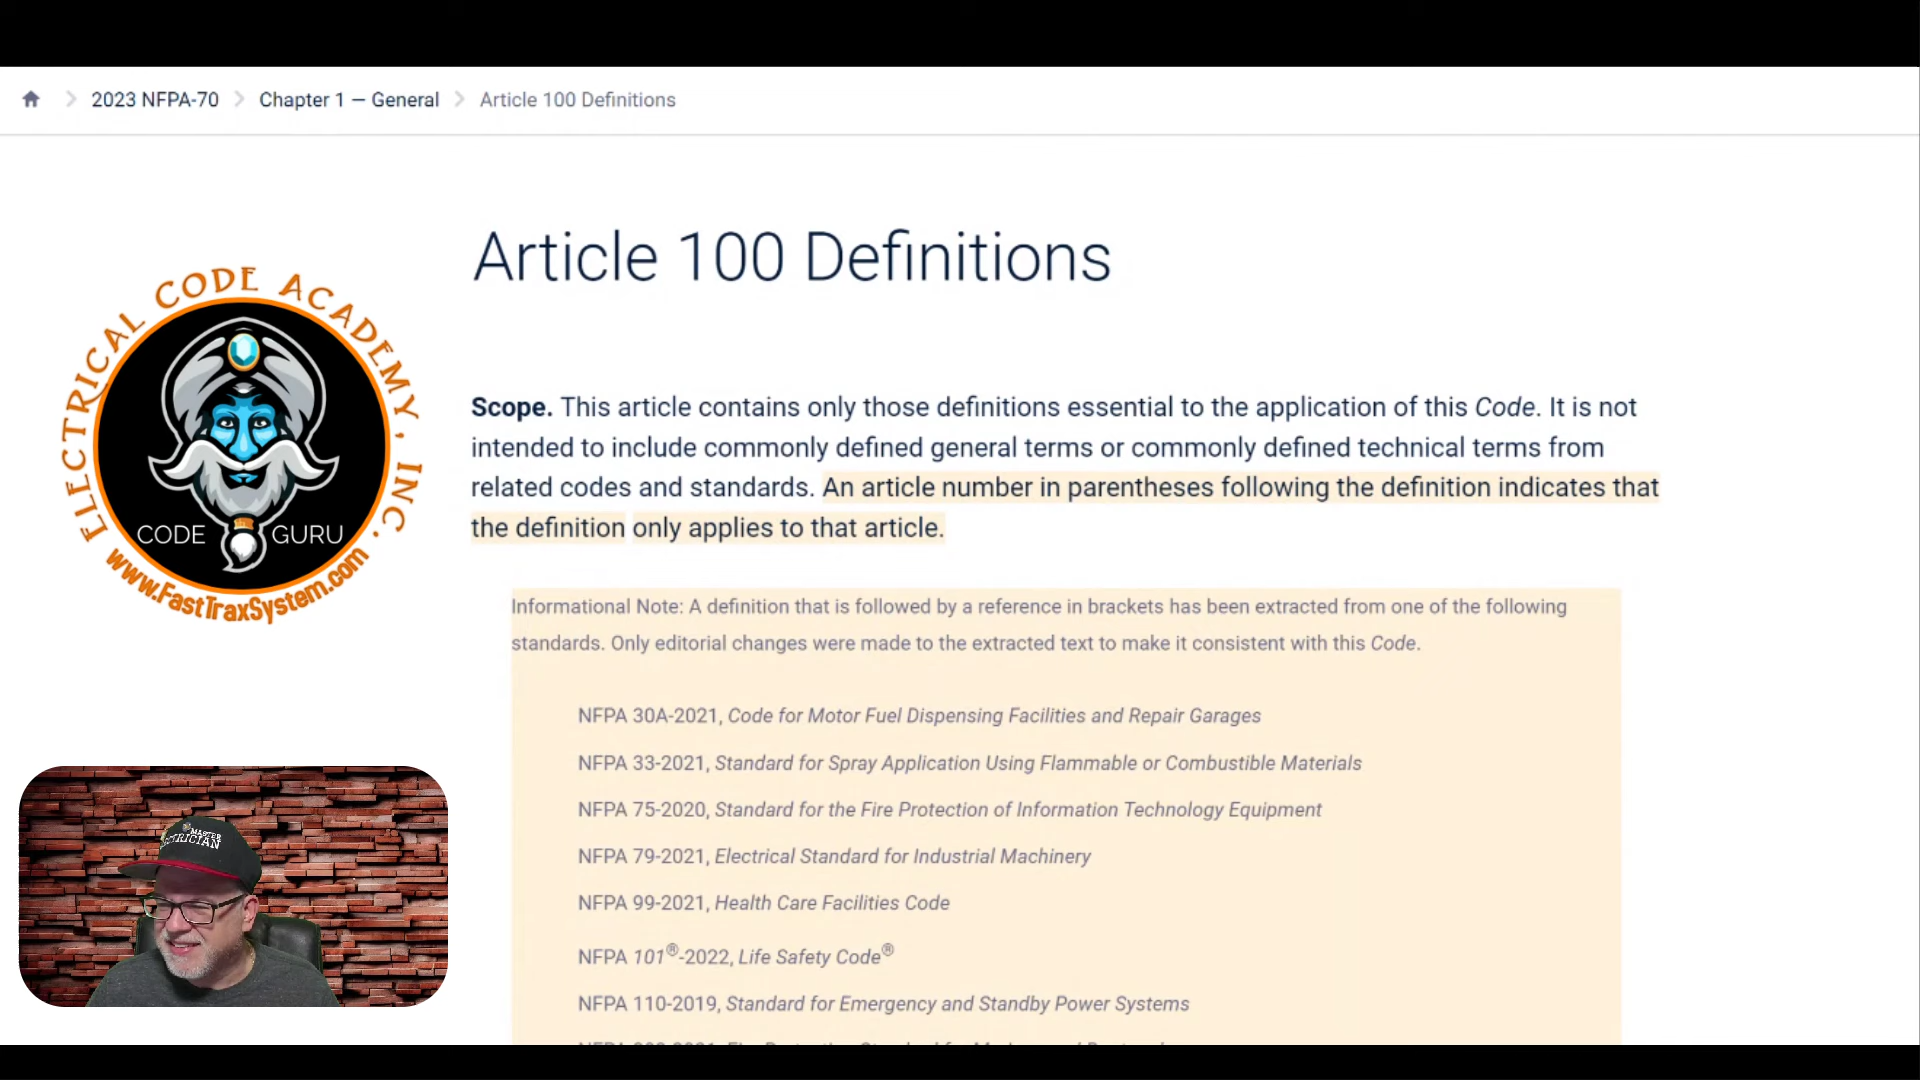 2023 NFPA-70 Chapter 1 — General Article 100 Definitions
Article 100 Definitions
ELECTRICAL CODE ACADEMY, INC.
CODE GURU
www.FastTraxSystem.com
Scope. This article contains only those definitions essential to the application of this Code. It is not
intended to include commonly defined general terms or commonly defined technical terms from
related codes and standards. An article number in parentheses following the definition indicates that
the definition only applies to that article.
Informational Note: A definition that is followed by a reference in brackets has been extracted from one of the following
standards. Only editorial changes were made to the extracted text to make it consistent with this Code.
NFPA 30A-2021, Code for Motor Fuel Dispensing Facilities and Repair Garages
NFPA 33-2021, Standard for Spray Application Using Flammable or Combustible Materials
NFPA 75-2020, Standard for the Fire Protection of Information Technology Equipment
NFPA 79-2021, Electrical Standard for Industrial Machinery
NFPA 99-2021, Health Care Facilities Code
NFPA 101®-2022, Life Safety Code®
NFPA 110-2019, Standard for Emergency and Standby Power Systems
MASTER